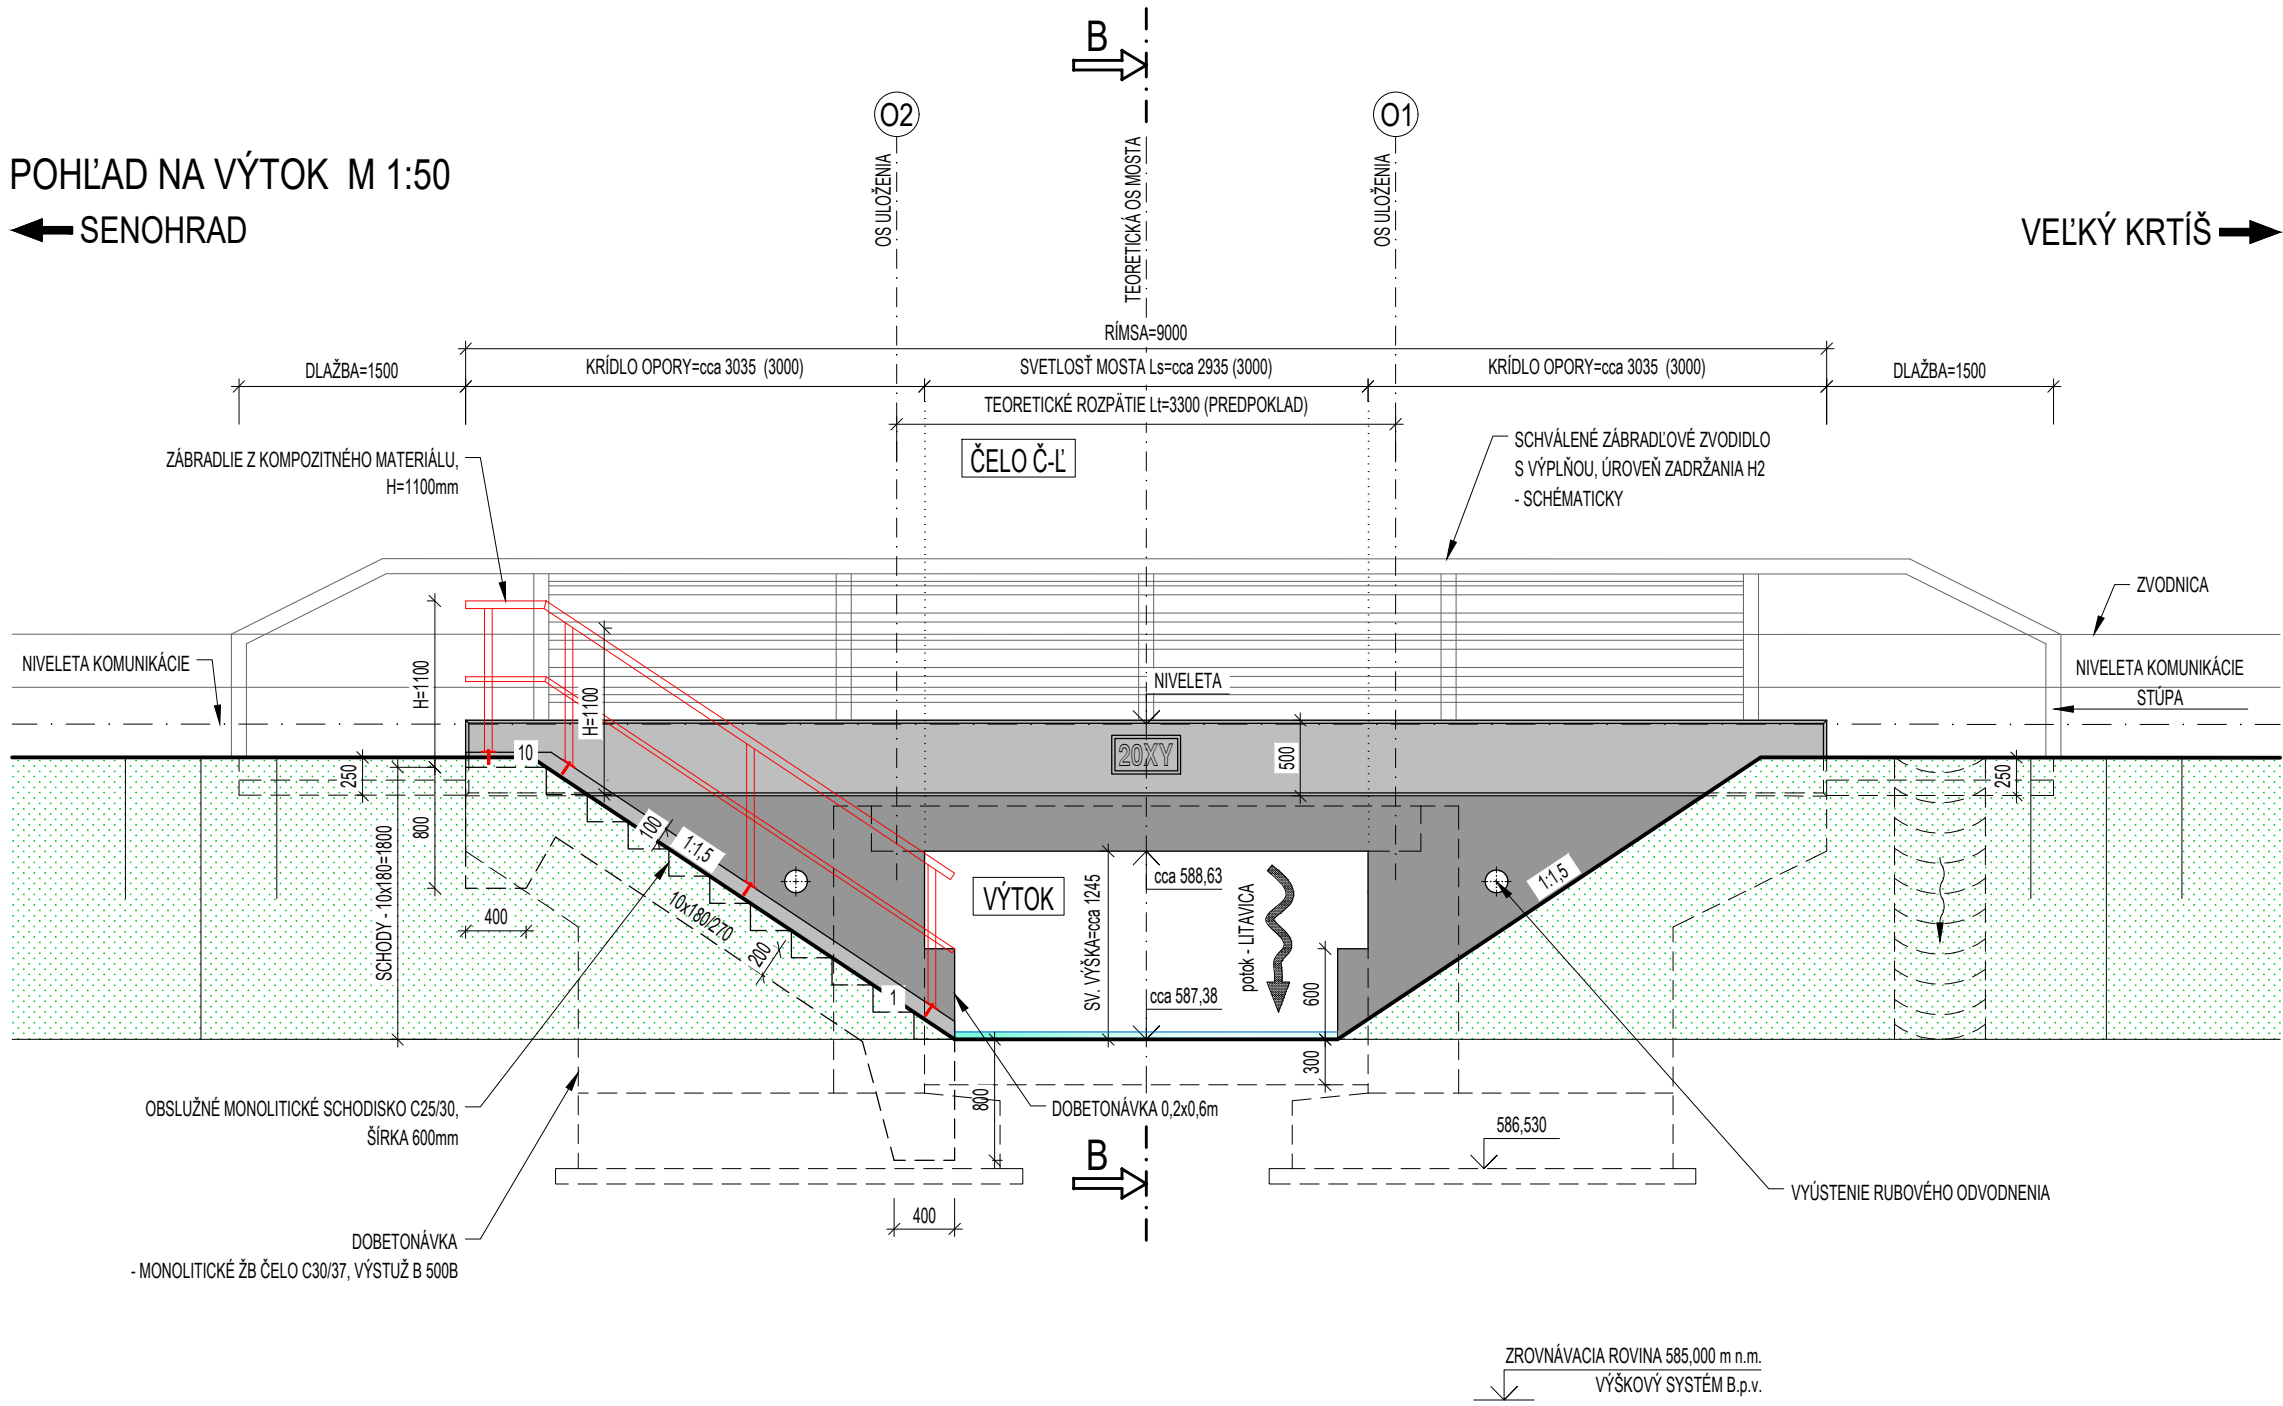 B
O2
O1
OS ULOŽENIA
TEORETICKÁ OS MOSTA
OS ULOŽENIA
POHĽAD NA VÝTOK  M 1:50
SENOHRAD
VEĽKÝ KRTÍŠ
RÍMSA=9000
DLAŽBA=1500
KRÍDLO OPORY=cca 3035  (3000)
SVETLOSŤ MOSTA Ls=cca 2935 (3000)
KRÍDLO OPORY=cca 3035  (3000)
DLAŽBA=1500
TEORETICKÉ ROZPÄTIE Lt=3300 (PREDPOKLAD)
ČELO Č-Ľ
ZÁBRADLIE Z KOMPOZITNÉHO MATERIÁLU,
H=1100mm
SCHVÁLENÉ ZÁBRADĽOVÉ ZVODIDLO
S VÝPLŇOU, ÚROVEŇ ZADRŽANIA H2
- SCHÉMATICKY
ZVODNICA
NIVELETA KOMUNIKÁCIE
NIVELETA KOMUNIKÁCIE
STÚPA
H=1100
H=1100
NIVELETA
20XY
10
250
500
250
800
100
1:1,5
SCHODY - 10x180=1800
400
10x180/270
200
1
VÝTOK
SV. VÝŠKA=cca 1245
cca 588,63
cca 587,38
potok - LITAVICA
600
300
1:1,5
800
OBSLUŽNÉ MONOLITICKÉ SCHODISKO C25/30,
ŠÍRKA 600mm
DOBETONÁVKA 0,2x0,6m
586,530
B
400
VYÚSTENIE RUBOVÉHO ODVODNENIA
DOBETONÁVKA
- MONOLITICKÉ ŽB ČELO C30/37, VÝSTUŽ B 500B
ZROVNÁVACIA ROVINA 585,000 m n.m.
VÝŠKOVÝ SYSTÉM B.p.v.